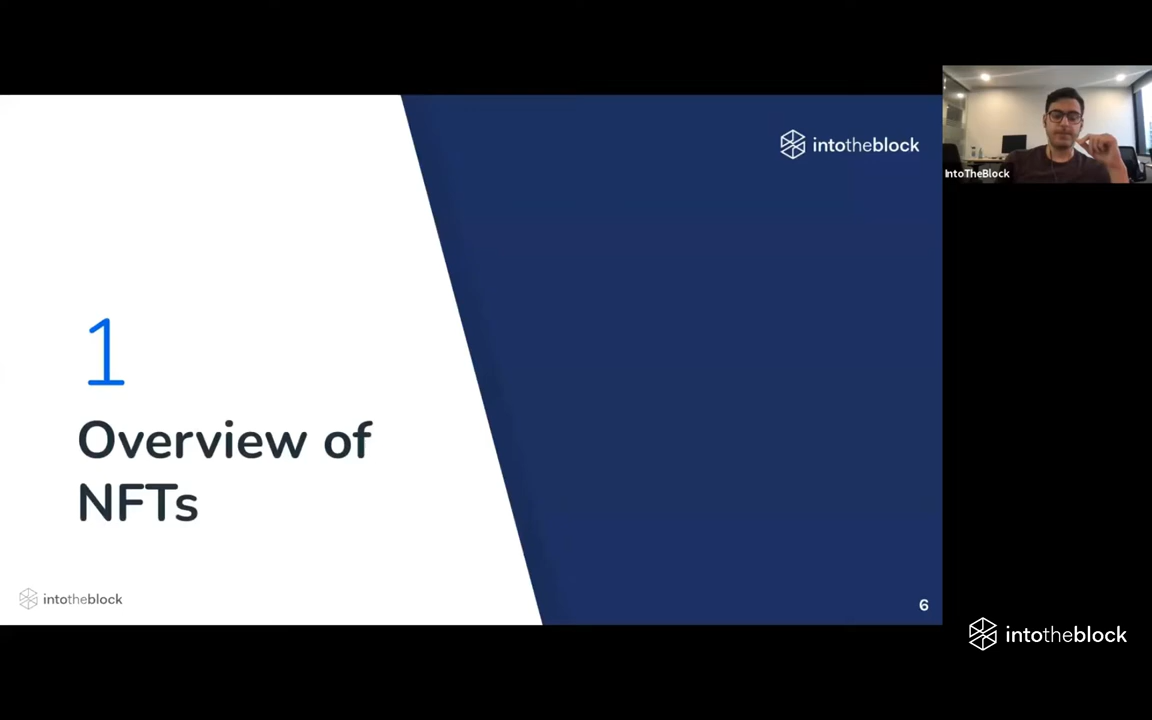 intotheblock
IntoTheBlock
1
Overview of
NFTs
intotheblock
6
intotheblock